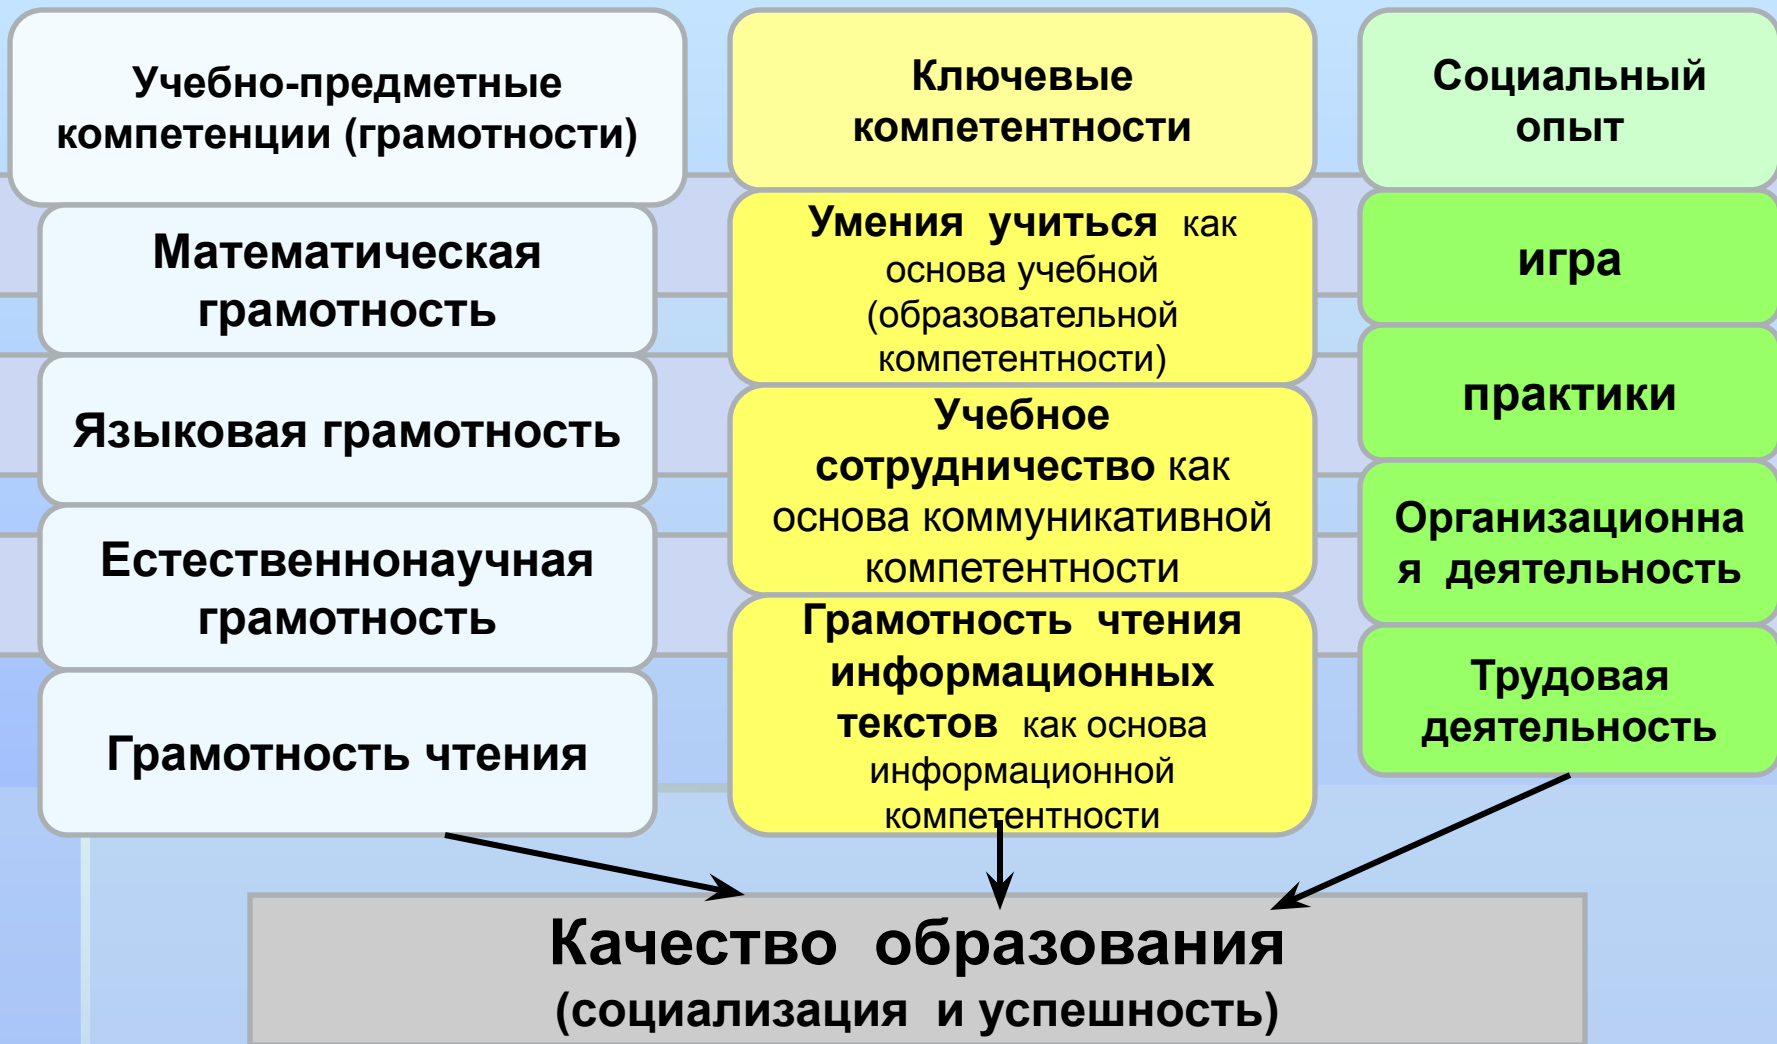 Учебно-предметные
компетенции (грамотности)
Математическая
грамотность
Языковая грамотность
Естественнонаучная
грамотность
Грамотность чтения
Ключевые
компетентности
Умения учиться как
основа учебной
(образовательной
компетентности)
Учебное
сотрудничество как
основа коммуникативной
компетентности
Грамотность чтения
информационных
текстов как основа
информационной
компетентности
Социальный
опыт
игра
практики
Организационна
я деятельность
Трудовая
деятельность
Качество образования
(социализация и успешность)